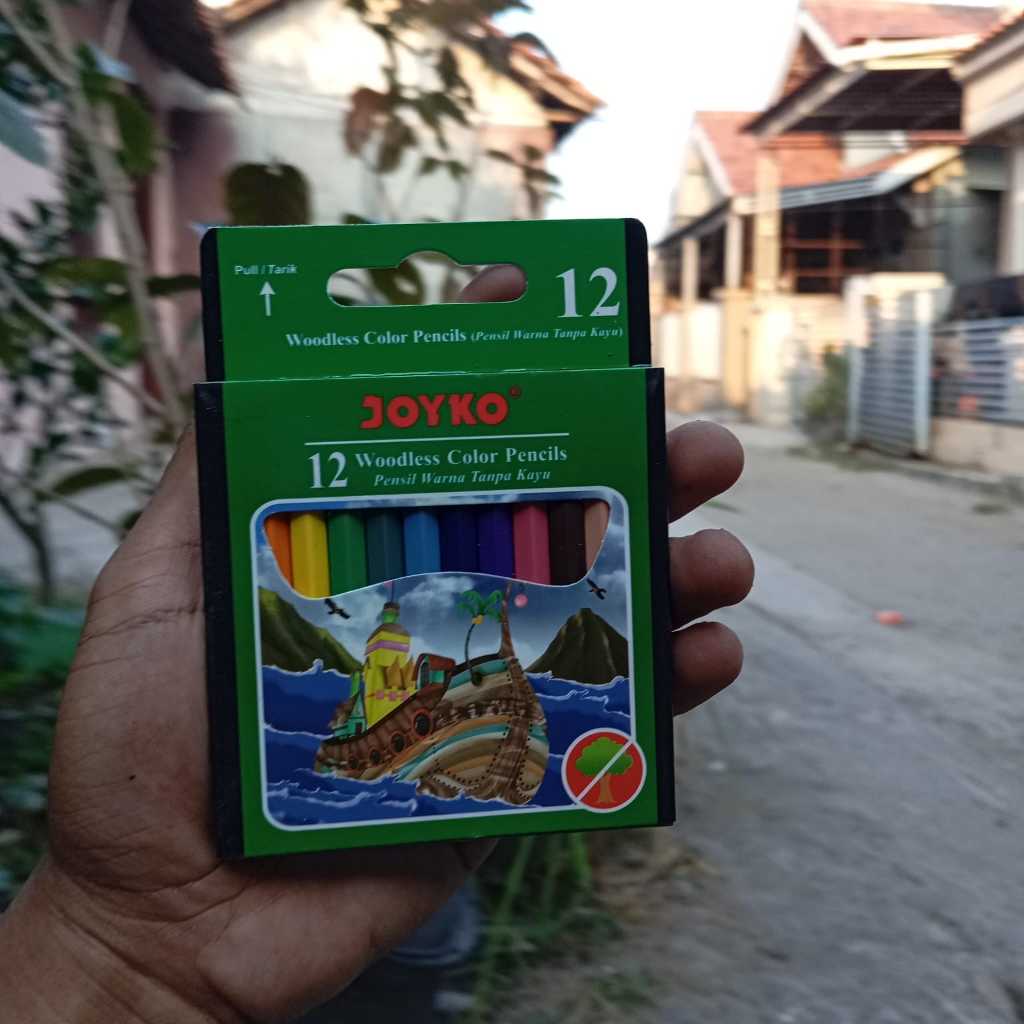 Pull / Tarik
12
Woodless Color Pencils (Pensil Warna Tanpa Kayu)
JOYKO®
12 Woodless Color Pencils
Pensil Warna Tanpa Kayu